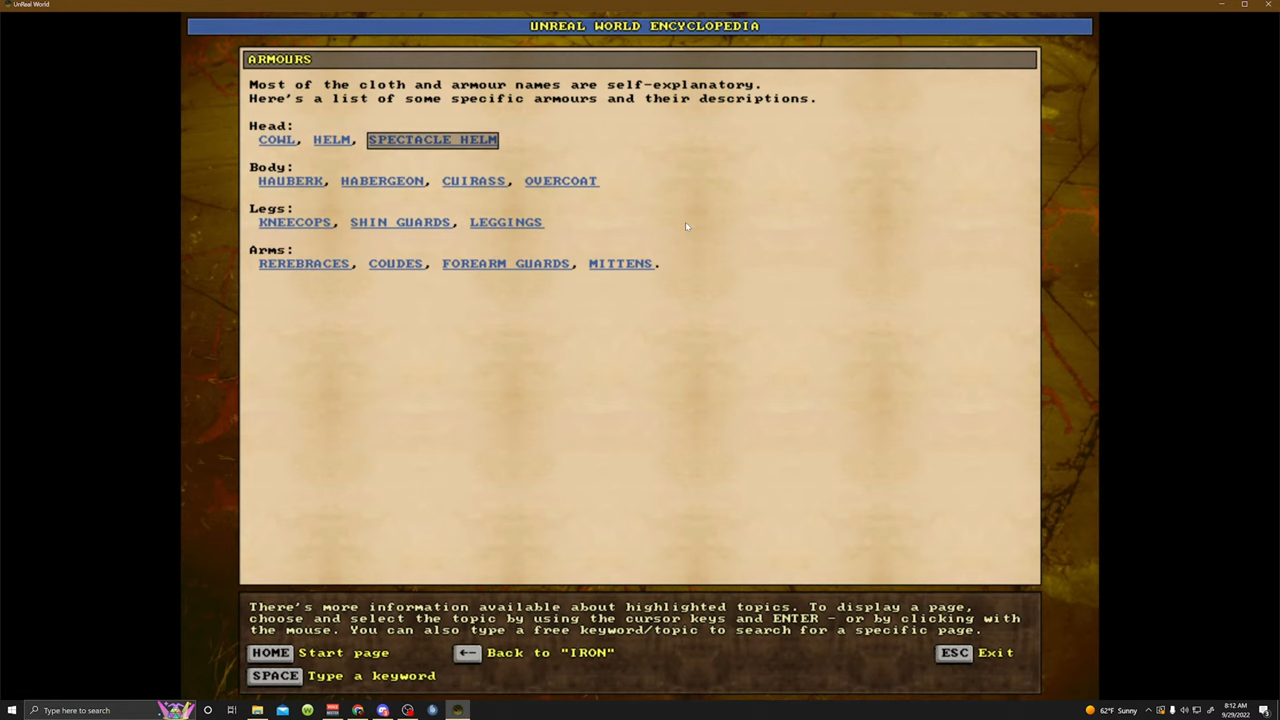 UnReal World
UNREAL WORLD ENCYCLOPEDIA
ARMOURS
Most of the cloth and armour names are self-explanatory.
Here's a list of some specific armours and their descriptions.
Head:
COWL, HELM, SPECTACLE HELM
Body:
HAUBERK, HABERGEON, CUIRASS, OVERCOAT
Legs:
KNEECOPS, SHIN GUARDS, LEGGINGS
Arms:
REREBRACES, COUDES, FOREARM GUARDS, MITTENS.
There's more information available about highlighted topics. To display a page,
choose and select the topic by using the cursor keys and ENTER - or by clicking with
the mouse. You can also type a free keyword/topic to search for a specific page.
HOME Start page ← Back to "IRON" ESC Exit
SPACE Type a keyword
Type here to search
62°F Sunny
8:12 AM
9/29/2022